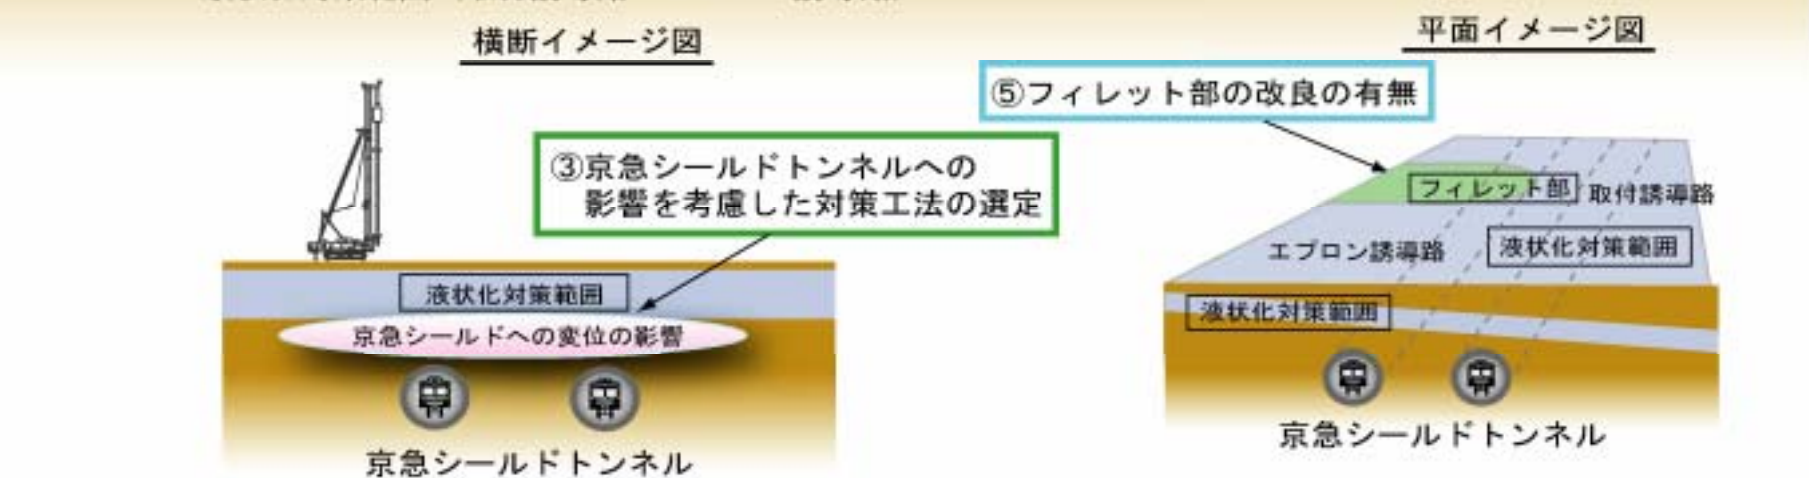 横断イメージ図
③京急シールドトンネルへの
影響を考慮した対策工法の選定
液状化対策範囲
京急シールドへの変位の影響
京急シールドトンネル
平面イメージ図
⑤フィレット部の改良の有無
フィレット部
取付誘導路
エプロン誘導路
液状化対策範囲
液状化対策範囲
京急シールドトンネル